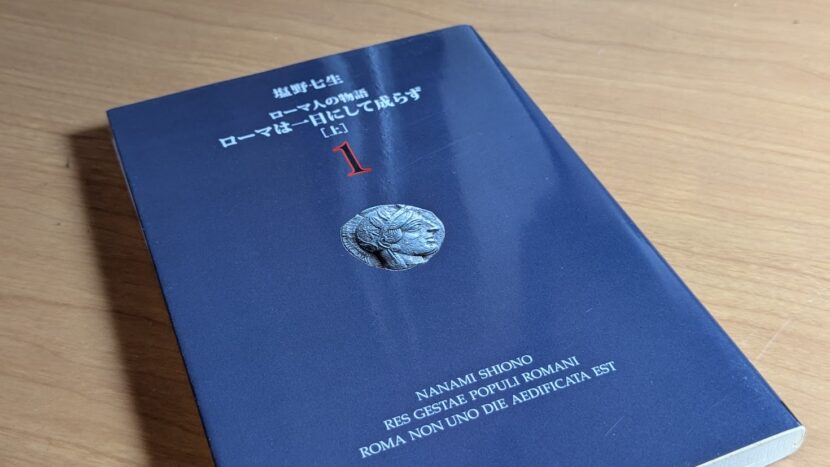 塩野七生
ローマ人の物語
ローマは一日にして成らず
[上]
1
NANAMI SHIONO
RES GESTAE POPULI ROMANI
ROMA NON UNO DIE AEDIFICATA EST